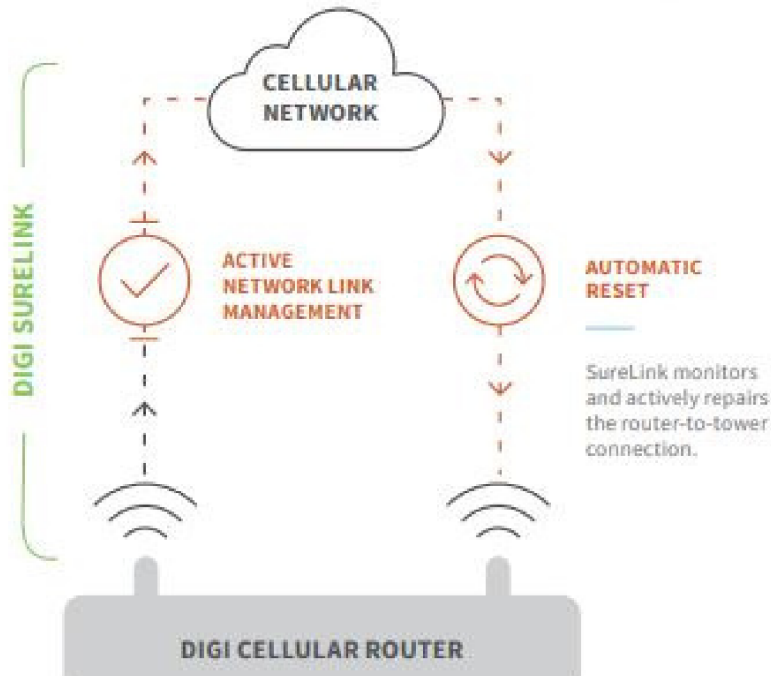 CELLULAR
NETWORK
DIGI SURELINK
ACTIVE
NETWORK LINK
MANAGEMENT
AUTOMATIC
RESET
SureLink monitors
and actively repairs
the router-to-tower
connection.
DIGI CELLULAR ROUTER